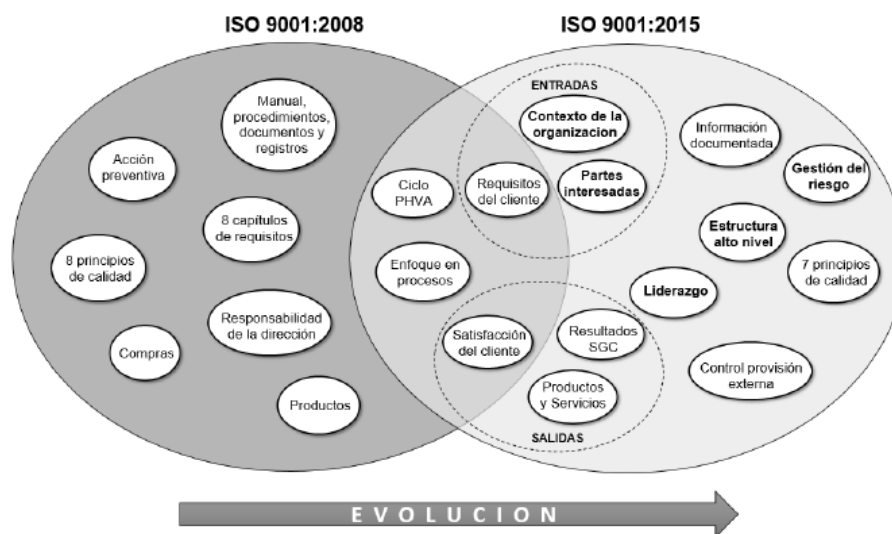 ISO 9001:2008
ISO 9001:2015
Manual,
procedimientos,
documentos y
registros
Acción
preventiva
8 capítulos
de requisitos
8 principios
de calidad
Responsabilidad
de la dirección
Compras
Productos
Ciclo
PHVA
Enfoque en
procesos
ENTRADAS
Contexto de la
organizacion
Requisitos
del cliente
Partes
interesadas
Satisfacción
del cliente
Resultados
SGC
Productos
y Servicios
SALIDAS
Información
documentada
Gestión del
riesgo
Estructura
alto nivel
7 principios
de calidad
Liderazgo
Control provisión
externa
EVOLUCION